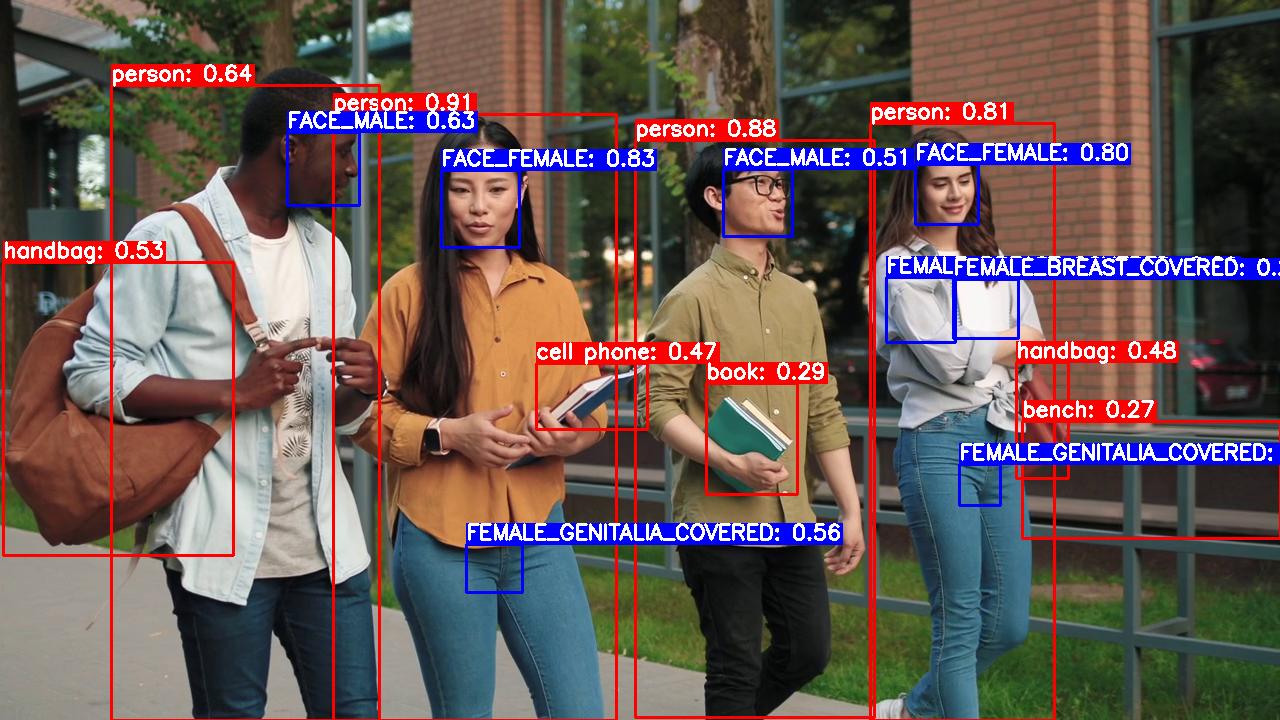 person: 0.64
person: 0.91
FACE_MALE: 0.63
person: 0.88
person: 0.81
FACE_FEMALE: 0.83
FACE_MALE: 0.51
FACE_FEMALE: 0.80
handbag: 0.53
FEMAL
FEMALE_BREAST_COVERED: 0.
cell phone: 0.47
handbag: 0.48
book: 0.29
bench: 0.27
FEMALE_GENITALIA_COVERED:
FEMALE_GENITALIA_COVERED: 0.56